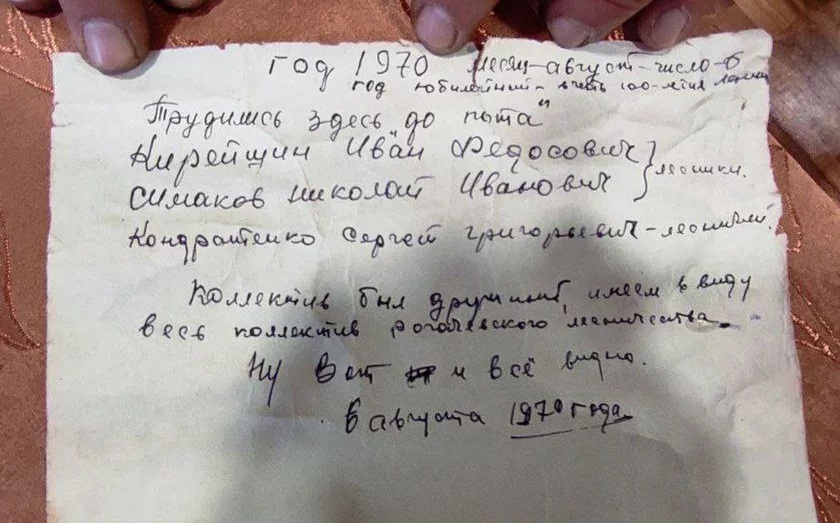 год 1970 месяц-август-число-6
год юбилейный - в честь 100-летия Ленина
Трудились здесь до пота"
Кирейщин Иван Федосович }
Симаков Николай Иванович } лесники.
Кондратенко Сергей Григорьевич - лесничий.
Коллектив был дружный, имеем в виду
весь коллектив Рогачевского лесничества.
Ну вот и всё видно.
6 августа 1970 года.